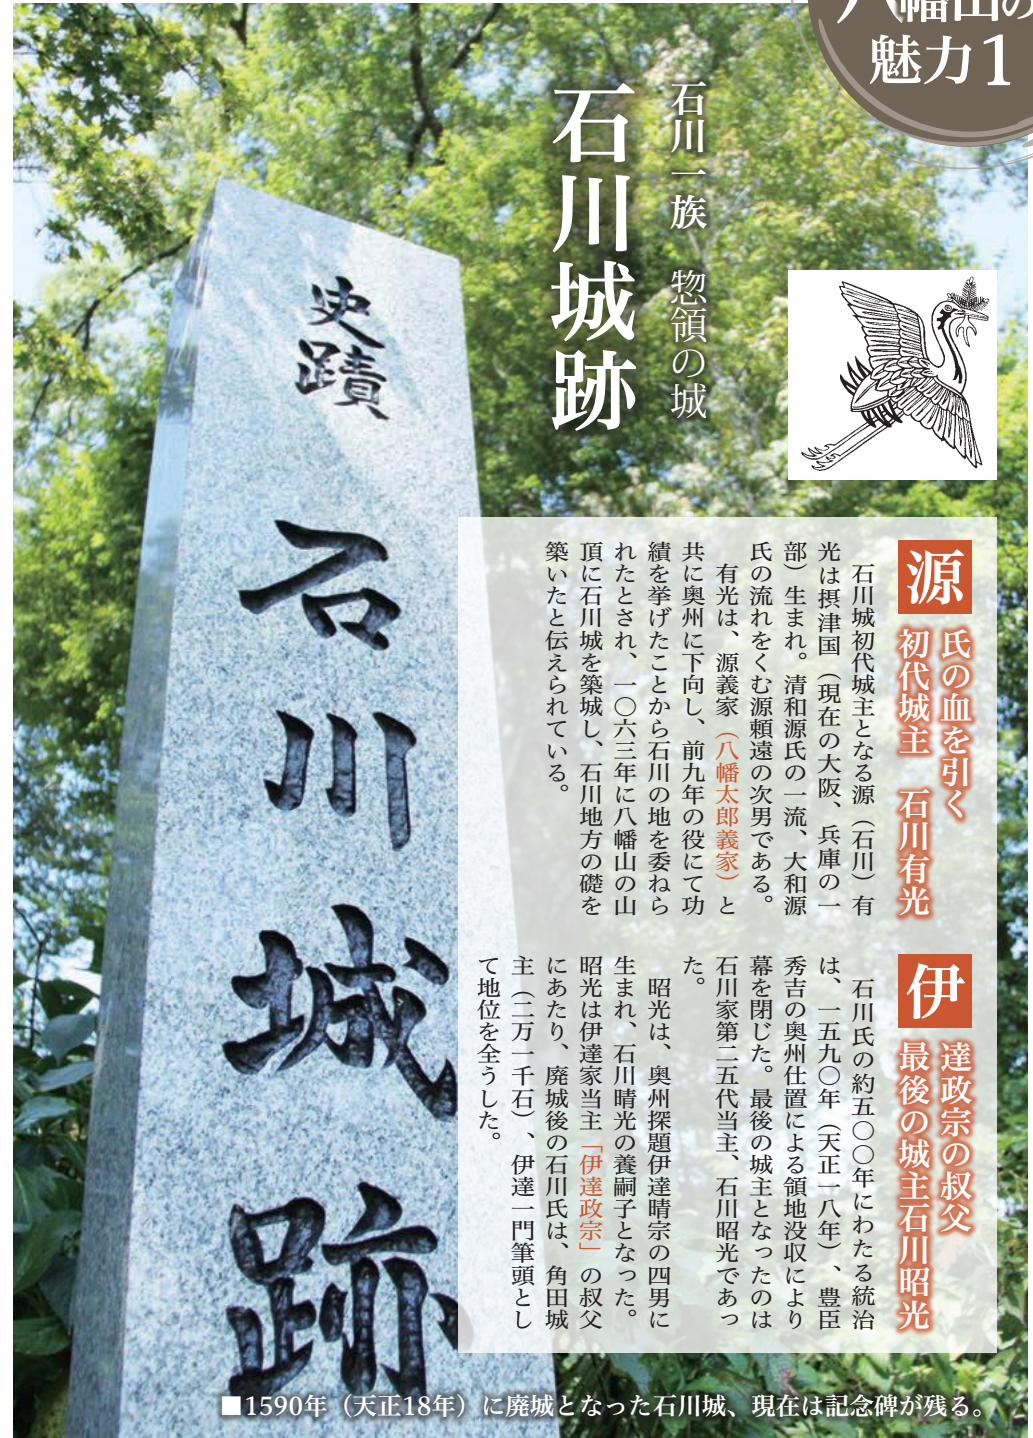 八幡山の
魅力1
石川一族　惣領の城
石川城跡
史蹟
石川城跡
源氏の血を引く
初代城主　石川有光
　石川城初代城主となる源（石川）有
光は摂津国（現在の大阪、兵庫の一
部）生まれ。清和源氏の一流、大和源
氏の流れをくむ源頼遠の次男である。
　有光は、源義家（八幡太郎義家）と
共に奥州に下向し、前九年の役にて功
績を挙げたことから石川の地を委ねら
れたとされ、一〇六三年に八幡山の山
頂に石川城を築城し、石川地方の礎を
築いたと伝えられている。
伊達政宗の叔父
最後の城主石川昭光
　石川氏の約五〇〇年にわたる統治
は、一五九〇年（天正一八年）、豊臣
秀吉の奥州仕置による領地没収により
幕を閉じた。最後の城主となったのは
石川家第二五代当主、石川昭光であっ
た。
　昭光は、奥州探題伊達晴宗の四男に
生まれ、石川晴光の養嗣子となった。
昭光は伊達家当主「伊達政宗」の叔父
にあたり、廃城後の石川氏は、角田城
主（二万一千石）、伊達一門筆頭とし
て地位を全うした。
■1590年（天正18年）に廃城となった石川城、現在は記念碑が残る。